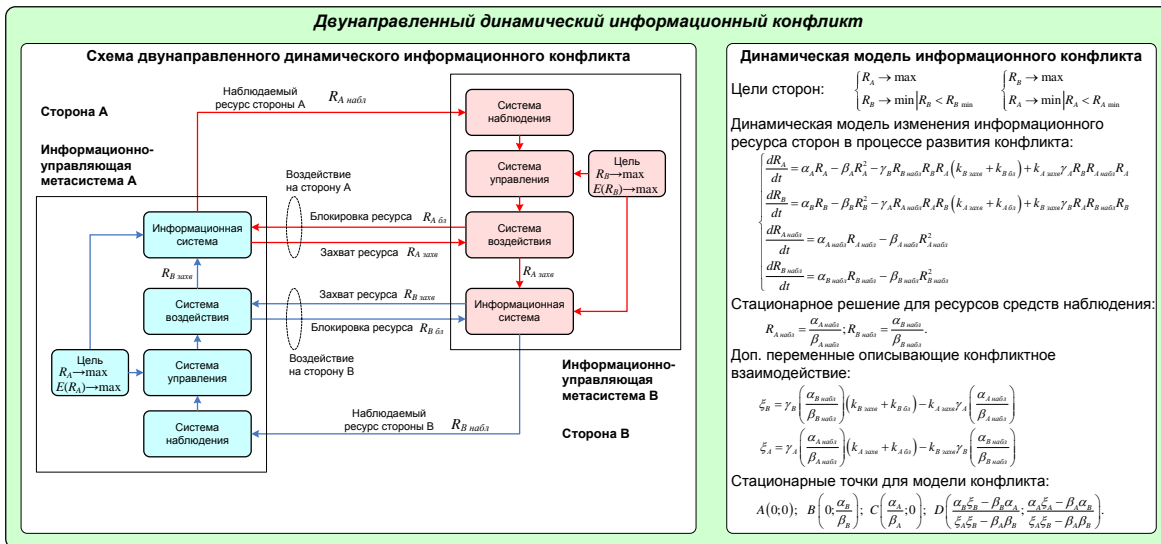 Двунаправленный динамический информационный конфликт
Схема двунаправленного динамического информационного конфликта
Наблюдаемый
ресурс стороны А R_{A набл}
Сторона А
Информационно-
управляющая
метасистема А
Воздействие
на сторону А
Система
наблюдения
Система
управления
Цель
R_B→max
E(R_B)→max
Блокировка ресурса R_{A бл}
Система
воздействия
Информационная
система
Захват ресурса R_{A захв}
R_{B захв}
R_{A захв}
Захват ресурса R_{B захв}
Информационная
система
Система
воздействия
Блокировка ресурса R_{B бл}
Воздействие
на сторону В
Цель
R_A→max
E(R_A)→max
Система
управления
Информационно-
управляющая
метасистема В
Система
наблюдения
Наблюдаемый
ресурс стороны В R_{B набл}
Сторона В
Динамическая модель информационного конфликта
Цели сторон: { R_A → max { R_B → max
R_B → min|R_B < R_{B min} R_A → min|R_A < R_{A min}
Динамическая модель изменения информационного
ресурса сторон в процессе развития конфликта:
dR_A/dt = α_A R_A − β_A R_A^2 − γ_B R_{B набл} R_B R_A (k_{B захв} + k_{B бл}) + k_{A захв} γ_A R_B R_{A набл} R_A
dR_B/dt = α_B R_B − β_B R_B^2 − γ_A R_{A набл} R_A R_B (k_{A захв} + k_{A бл}) + k_{B захв} γ_B R_A R_{B набл} R_B
dR_{A набл}/dt = α_{A набл} R_{A набл} − β_{A набл} R_{A набл}^2
dR_{B набл}/dt = α_{B набл} R_{B набл} − β_{B набл} R_{B набл}^2
Стационарное решение для ресурсов средств наблюдения:
R_{A набл} = α_{A набл}/β_{A набл}; R_{B набл} = α_{B набл}/β_{B набл}.
Доп. переменные описывающие конфликтное
взаимодействие:
ξ_B = γ_B (α_{B набл}/β_{B набл})(k_{B захв} + k_{B бл}) − k_{A захв} γ_A (α_{A набл}/β_{A набл})
ξ_A = γ_A (α_{A набл}/β_{A набл})(k_{A захв} + k_{A бл}) − k_{B захв} γ_B (α_{B набл}/β_{B набл})
Стационарные точки для модели конфликта:
A(0;0); B(0; α_B/β_B); C(α_A/β_A; 0); D((α_B ξ_B − β_B α_A)/(ξ_A ξ_B − β_A β_B); (α_A ξ_A − β_A α_B)/(ξ_A ξ_B − β_A β_B)).